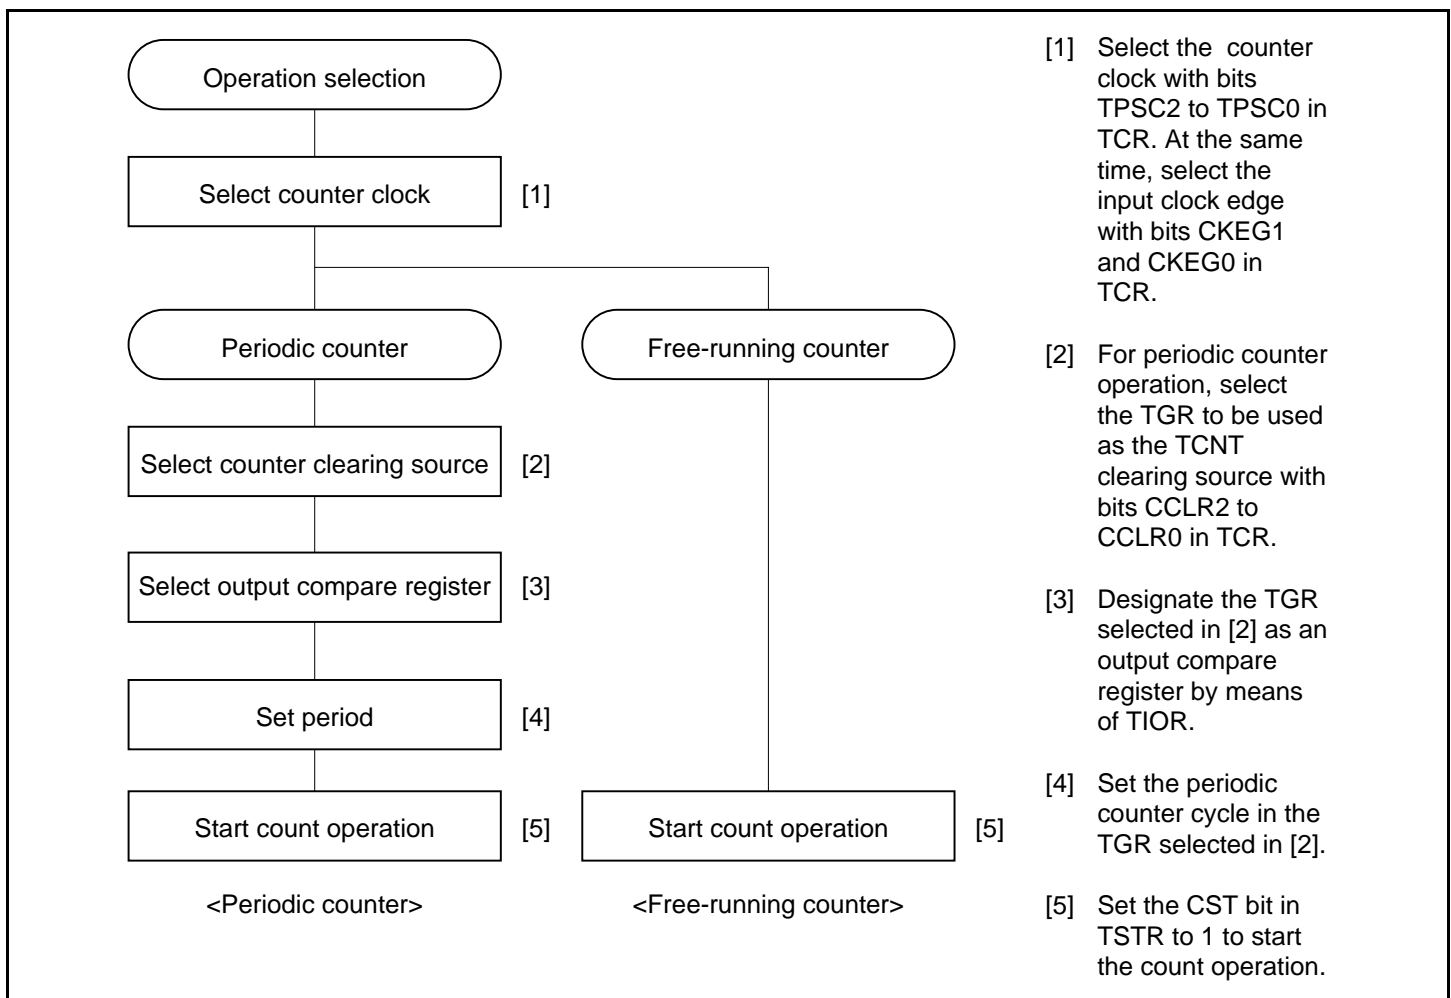 Operation selection
Select counter clock
[1]
Periodic counter
Free-running counter
Select counter clearing source
[2]
Select output compare register
[3]
Set period
[4]
Start count operation
[5]
Start count operation
[5]
<Periodic counter>
<Free-running counter>
[1] Select the counter
clock with bits
TPSC2 to TPSC0 in
TCR. At the same
time, select the
input clock edge
with bits CKEG1
and CKEG0 in
TCR.
[2] For periodic counter
operation, select
the TGR to be used
as the TCNT
clearing source with
bits CCLR2 to
CCLR0 in TCR.
[3] Designate the TGR
selected in [2] as an
output compare
register by means
of TIOR.
[4] Set the periodic
counter cycle in the
TGR selected in [2].
[5] Set the CST bit in
TSTR to 1 to start
the count operation.